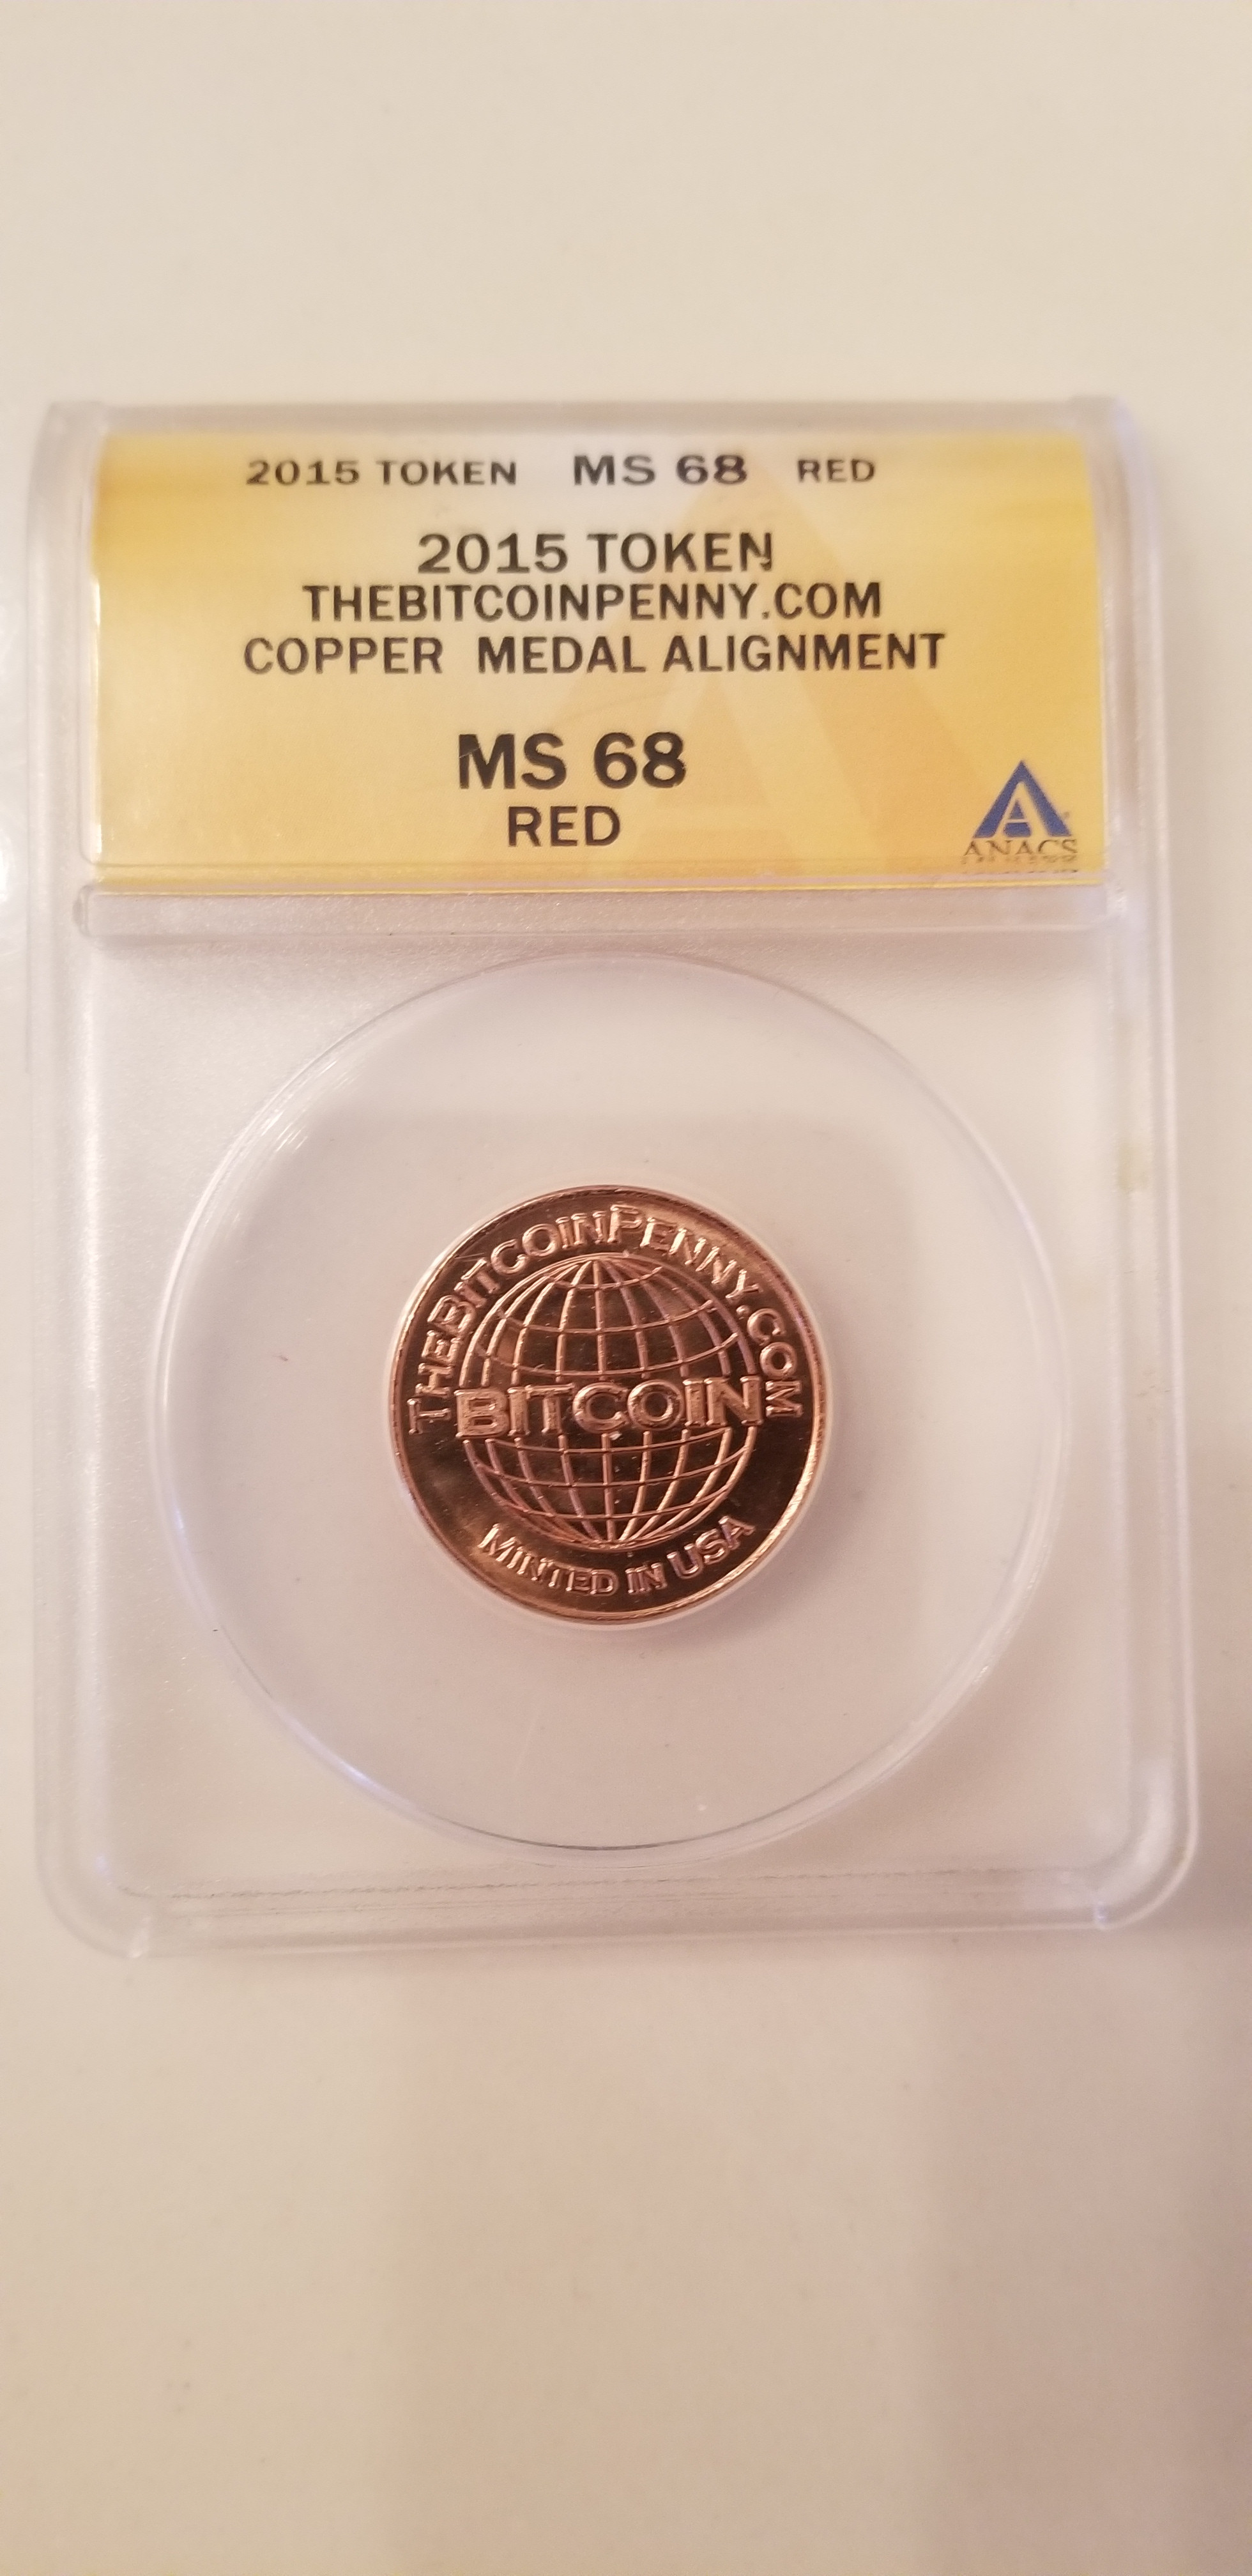 2015 TOKEN MS 68 RED
2015 TOKEN
THEBITCOINPENNY.COM
COPPER MEDAL ALIGNMENT
MS 68
RED
A
ANACS
THEBITCOINPENNY.COM
BITCOIN
MINTED IN USA